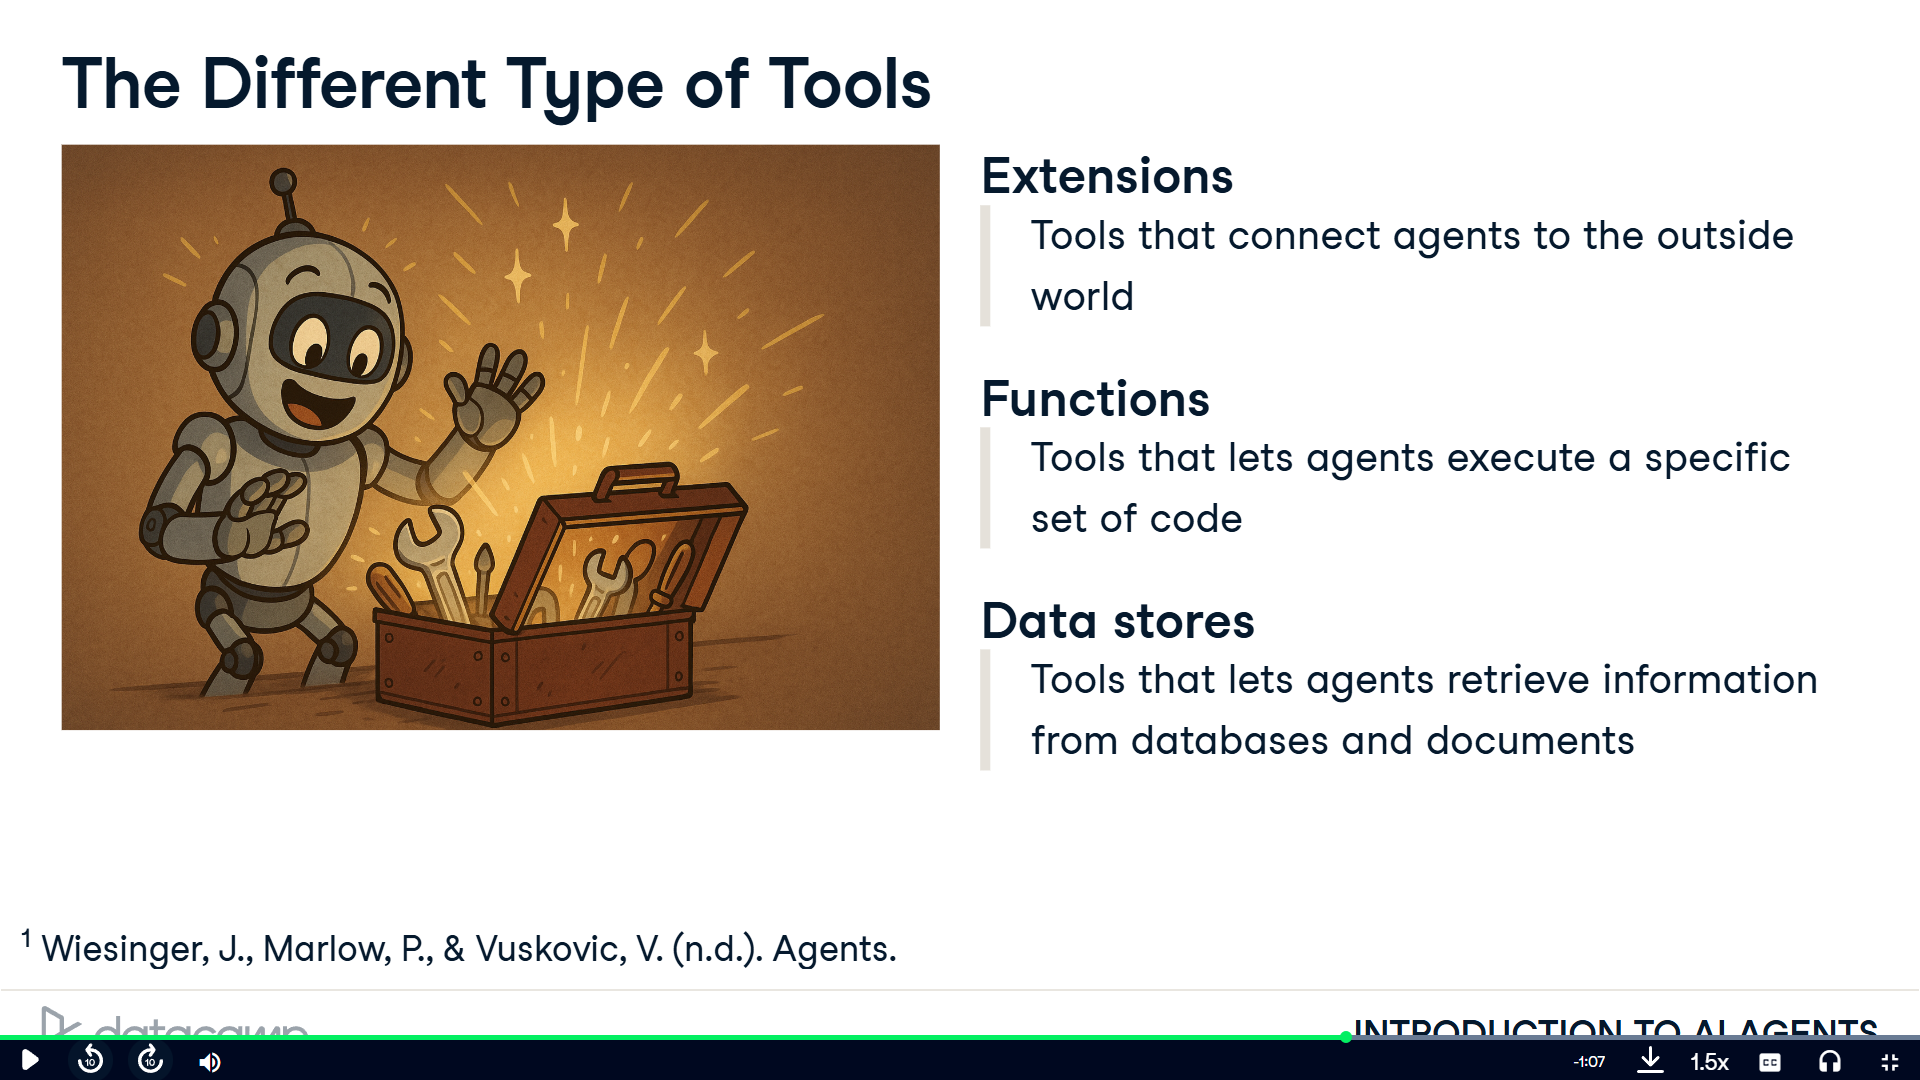 The Different Type of Tools
Extensions
Tools that connect agents to the outside
world
Functions
Tools that lets agents execute a specific
set of code
Data stores
Tools that lets agents retrieve information
from databases and documents
1 Wiesinger, J., Marlow, P., & Vuskovic, V. (n.d.). Agents.
datacamp
INTRODUCTION TO AI AGENTS
10
10
-1:07
1.5x
CC